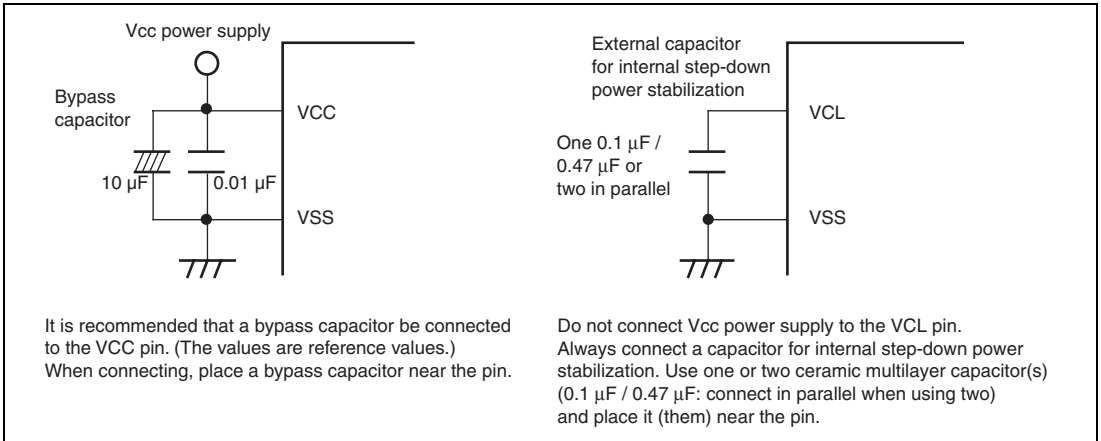 Vcc power supply
Bypass
capacitor
VCC
10 µF
0.01 µF
VSS
It is recommended that a bypass capacitor be connected
to the VCC pin. (The values are reference values.)
When connecting, place a bypass capacitor near the pin.
External capacitor
for internal step-down
power stabilization
VCL
One 0.1 µF /
0.47 µF or
two in parallel
VSS
Do not connect Vcc power supply to the VCL pin.
Always connect a capacitor for internal step-down power
stabilization. Use one or two ceramic multilayer capacitor(s)
(0.1 µF / 0.47 µF: connect in parallel when using two)
and place it (them) near the pin.